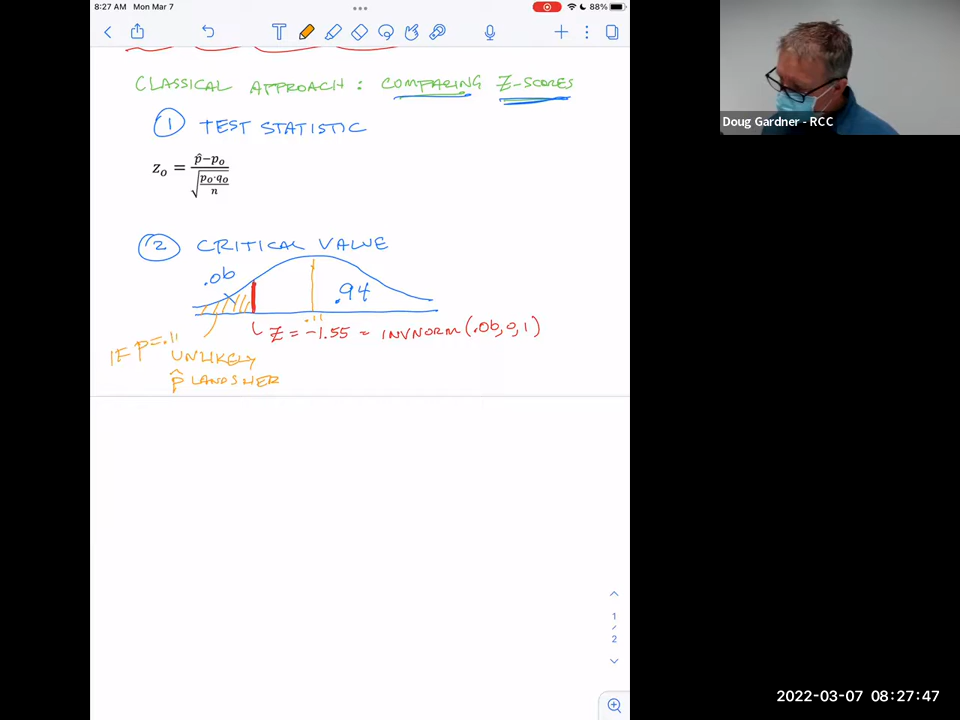 8:27 AM Mon Mar 7
88%
CLASSICAL APPROACH : COMPARING Z-SCORES
1 TEST STATISTIC
z₀ = (p̂−p₀)/√(p₀·q₀/n)
2 CRITICAL VALUE
.06
.94
.11
Z = -1.55 = INVNORM(.06,0,1)
IF p=.11
UNLIKELY
p̂ LANDS HER
1
/
2
Doug Gardner - RCC
2022-03-07 08:27:47